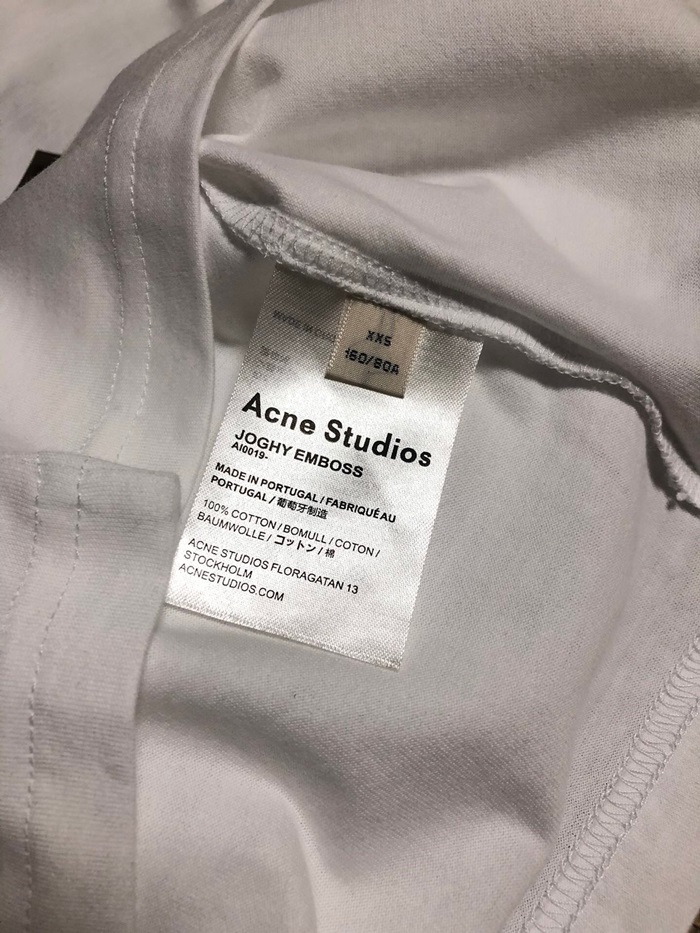 XXS
160/80A
Acne Studios
JOGHY EMBOSS
AI0019-
MADE IN PORTUGAL / FABRIQUÉ AU
PORTUGAL / 葡萄牙制造
100% COTTON / BOMULL / COTON /
BAUMWOLLE / コットン / 棉
ACNE STUDIOS FLORAGATAN 13
STOCKHOLM
ACNESTUDIOS.COM